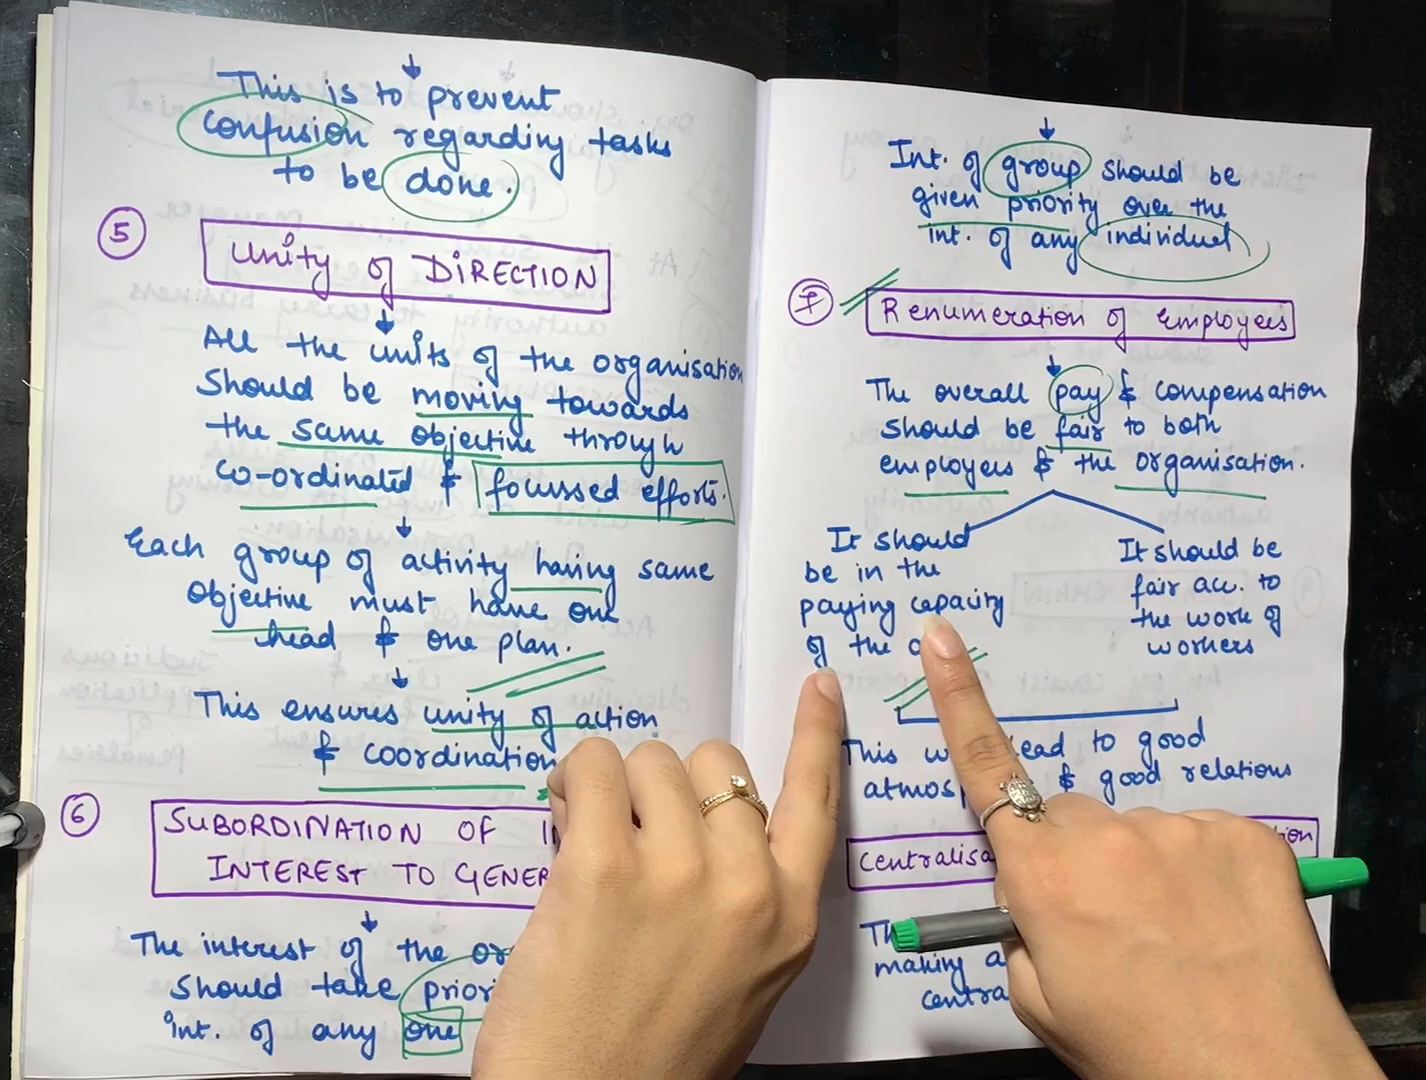 This is to prevent
confusion regarding tasks
to be done.
5
Unity of DIRECTION
All the units of the organisation
should be moving towards
the same objective through
co-ordinated & focussed efforts.
Each group of activity having same
objective must have one
head & one plan.
This ensures unity of action
& coordination
6
SUBORDINATION OF
INTEREST TO
The interest of the
should take
int. of any one
Int. of group should be
given priority over the
int. of any individual
7
Renumeration of employees
The overall pay & compensation
should be fair to both
employers & the organisation.
It should
be in the
paying capacity
of the
It should be
fair acc. to
the work of
workers
This lead to good
& good relations
making